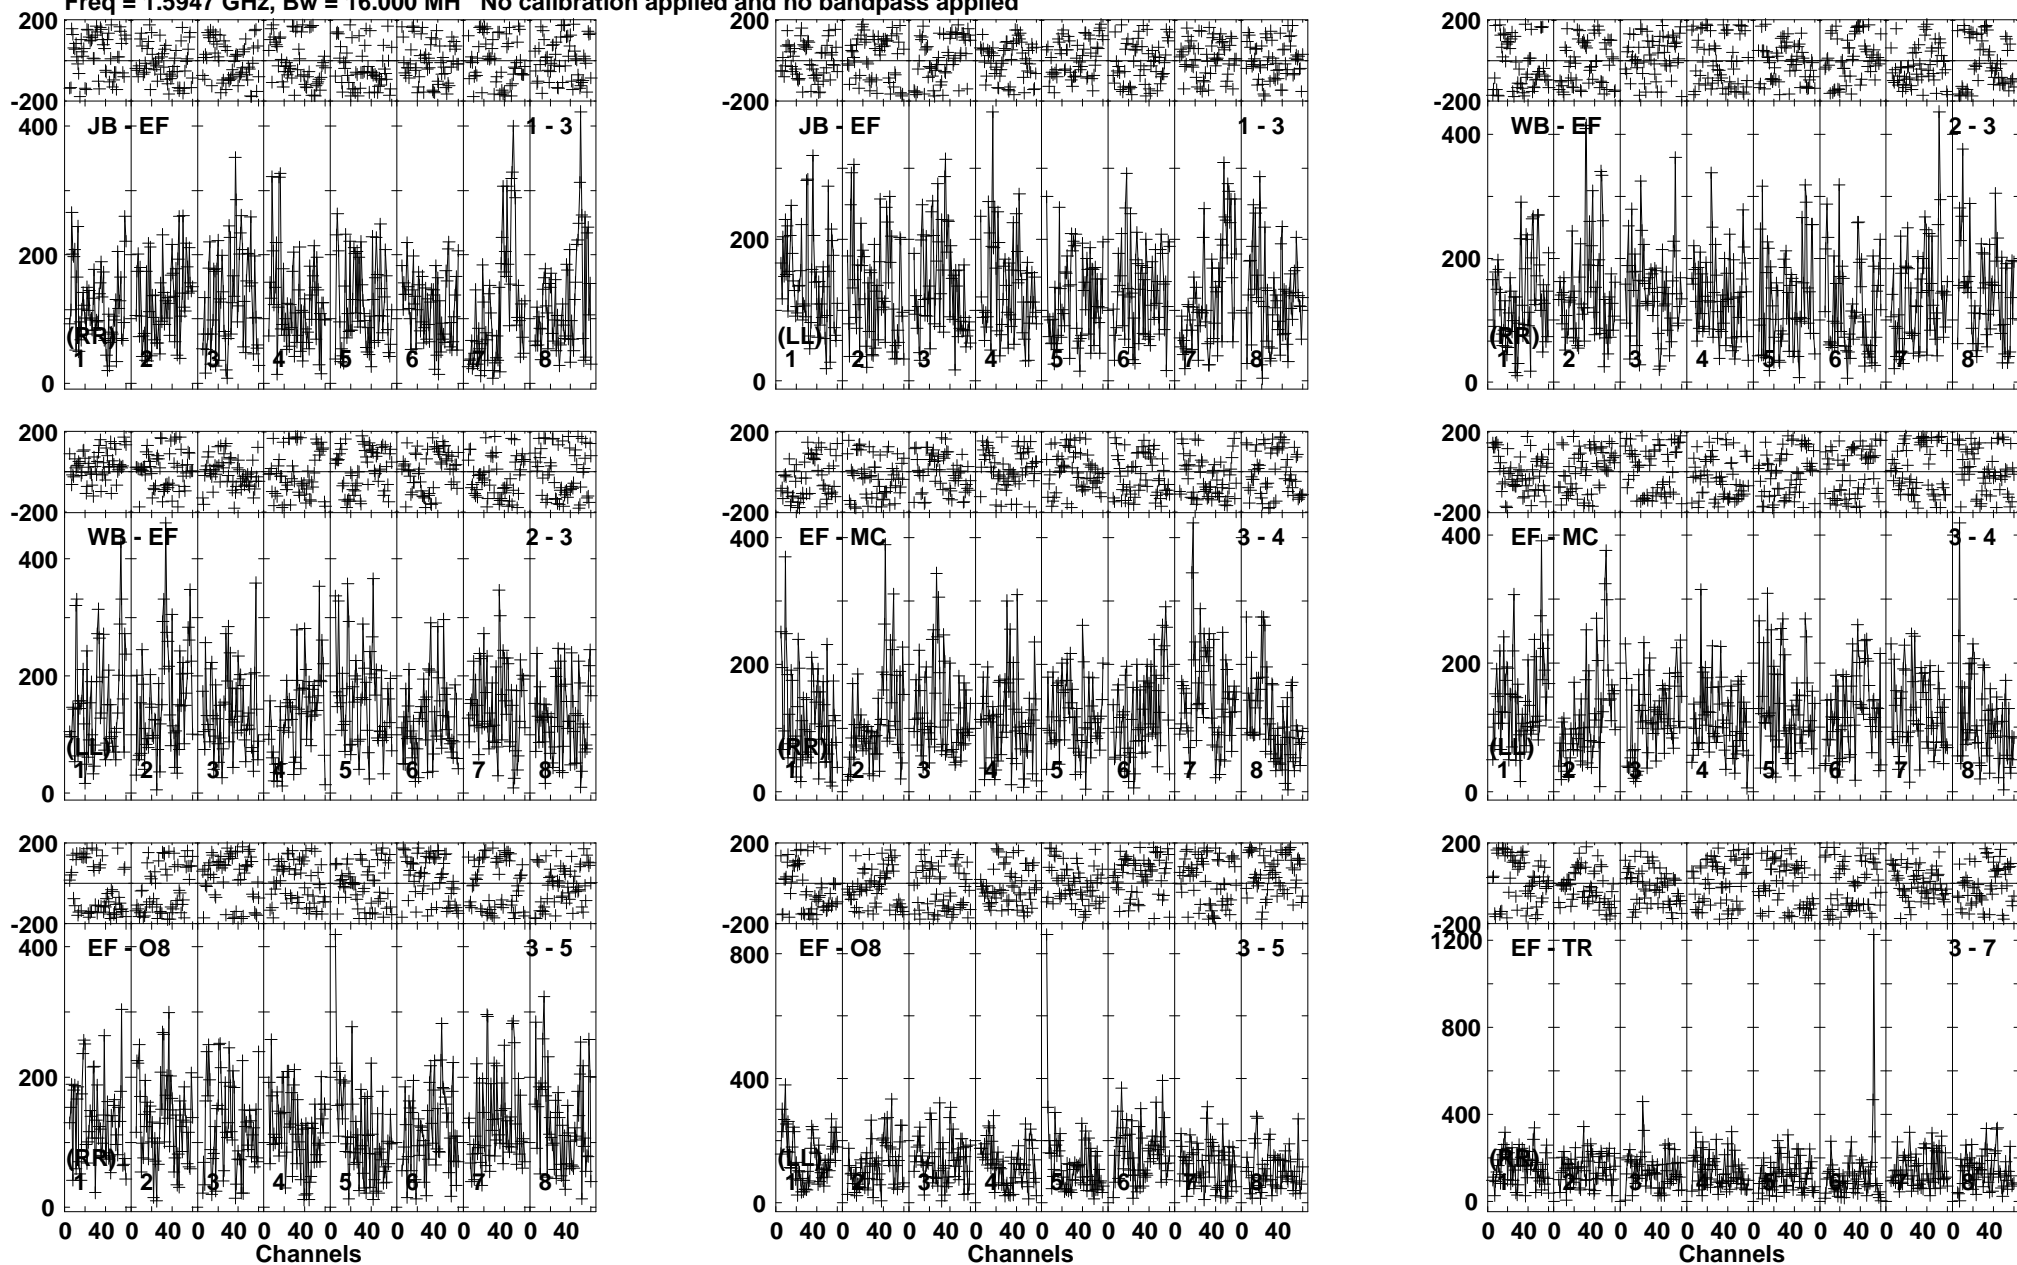 Freq = 1.5947 GHz, Bw = 16.000 MH No calibration applied and no bandpass applied
200 200 200
-200 -200 -200
JB - EF 1 - 3 JB - EF 1 - 3 WB - EF 2 - 3
400 400
200 200 200
(RR) (LL) (RR)
1 2 3 4 5 6 7 8 1 2 3 4 5 6 7 8 1 2 3 4 5 6 7 8
0 0 0
200 200 200
-200 -200 -200
WB - EF 2 - 3 EF - MC 3 - 4 EF - MC 3 - 4
400 400 400
200 200 200
(LL) (RR) (LL)
1 2 3 4 5 6 7 8 1 2 3 4 5 6 7 8 1 2 3 4 5 6 7 8
0 0 0
200 200 200
-200 -200 -200
EF - O8 3 - 5 EF - O8 3 - 5 EF - TR 3 - 7
400 800 1200
800
200 400 400
(RR) (LL) (RR)
1 2 3 4 5 6 7 8 1 2 3 4 5 6 7 8 1 2 3 4 5 6 7 8
0 0 0
0 40 0 40 0 40 0 40 0 40 0 40 0 40 0 40 0 40 0 40 0 40 0 40 0 40 0 40 0 40 0 40 0 40 0 40 0 40 0 40 0 40 0 40 0 40 0 40
Channels Channels Channels